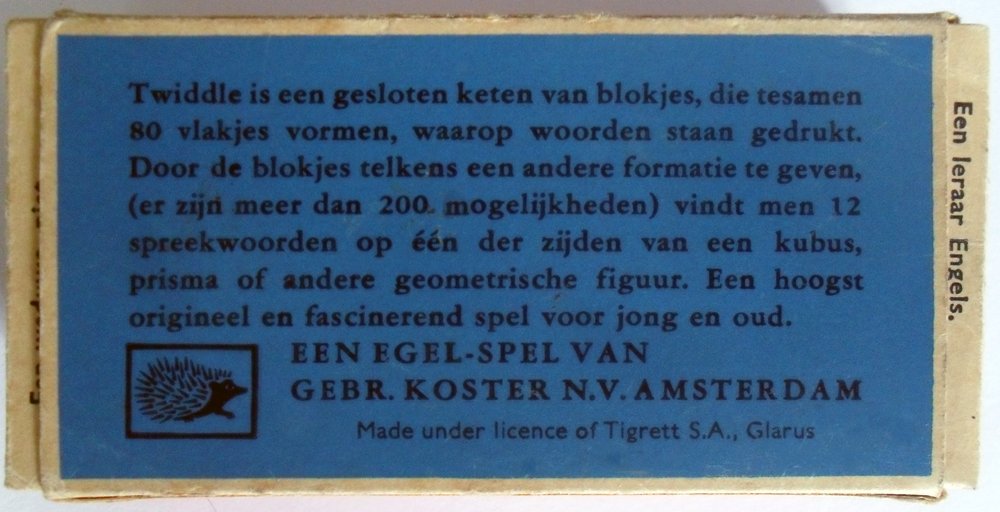 Twiddle is een gesloten keten van blokjes, die tesamen
80 vlakjes vormen, waarop woorden staan gedrukt.
Door de blokjes telkens een andere formatie te geven,
(er zijn meer dan 200 mogelijkheden) vindt men 12
spreekwoorden op één der zijden van een kubus,
prisma of andere geometrische figuur. Een hoogst
origineel en fascinerend spel voor jong en oud.
EEN EGEL-SPEL VAN
GEBR. KOSTER N.V. AMSTERDAM
Made under licence of Tigrett S.A., Glarus
Een leraar Engels.